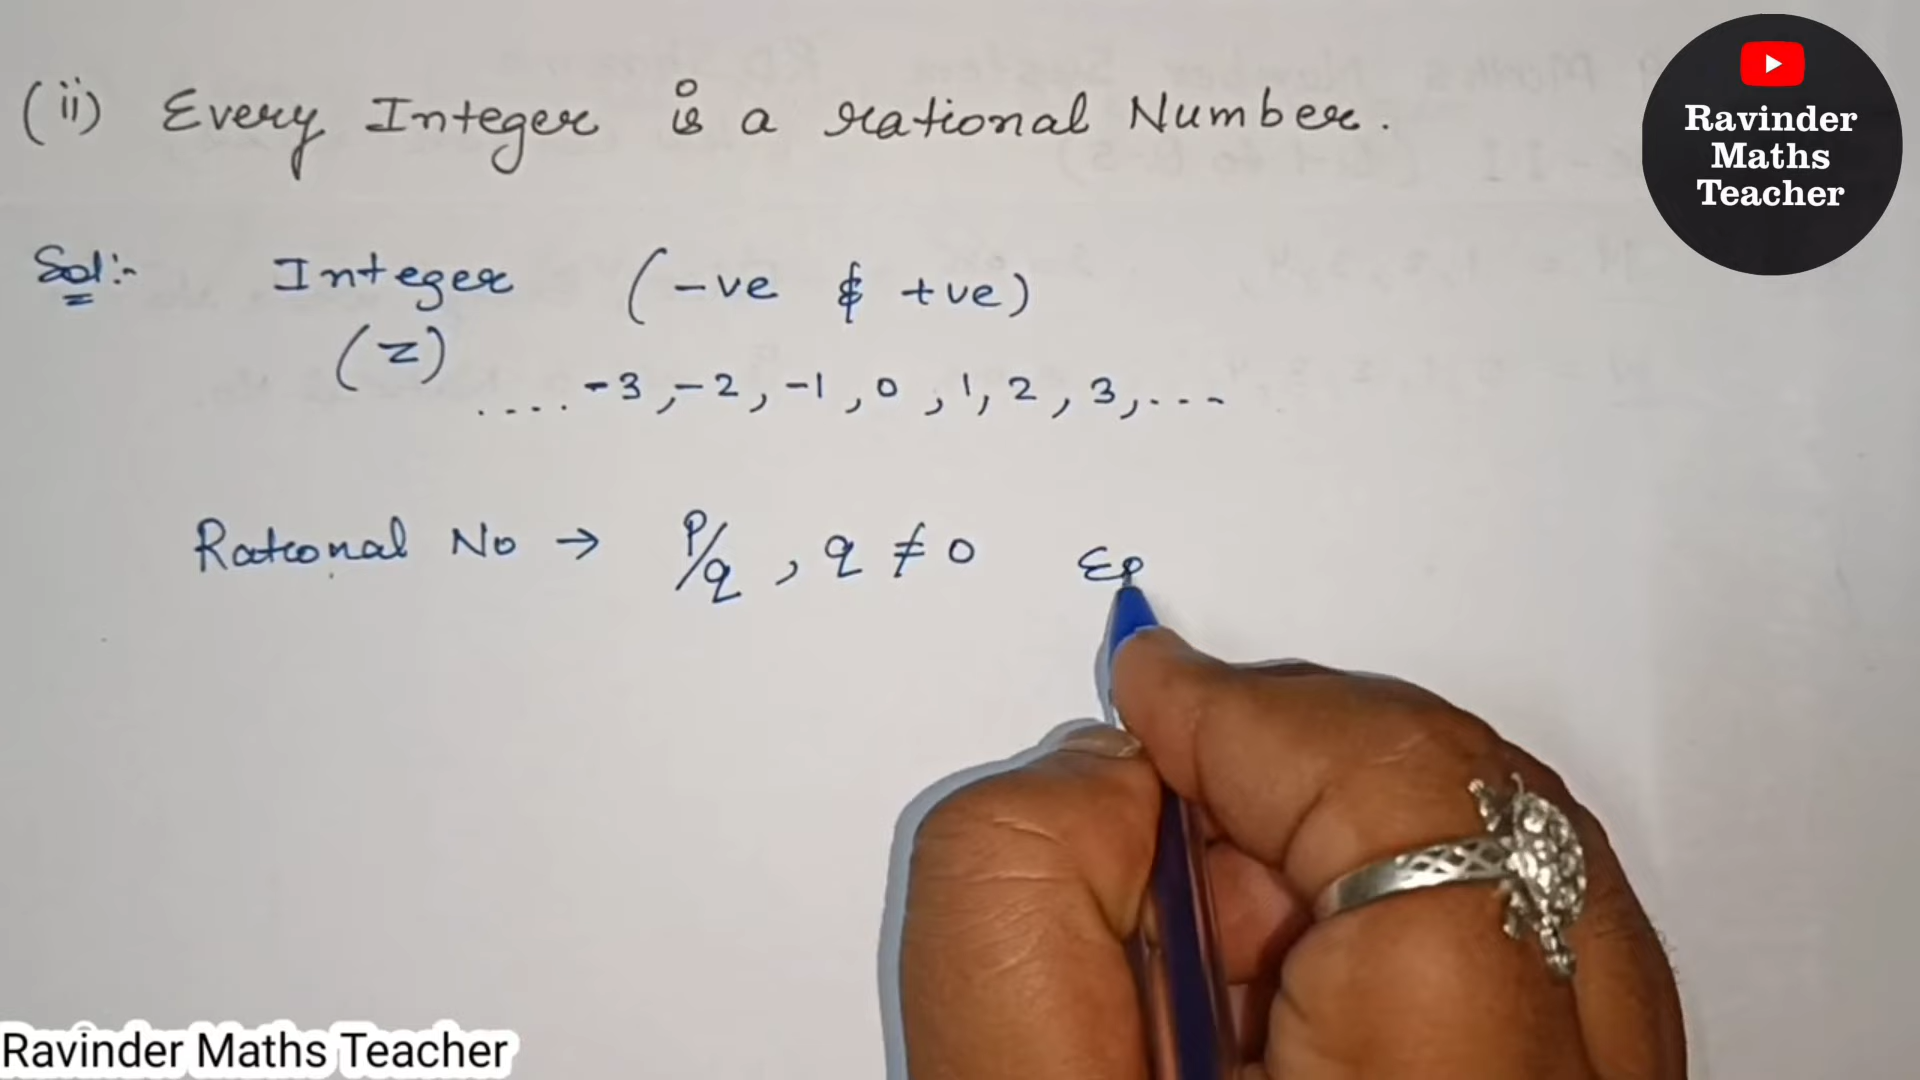 (ii) Every Integer is a rational Number.
Ravinder
Maths
Teacher
Sol:- Integer (-ve & +ve)
(Z)
....-3,-2,-1,0,1,2,3,...
Rational No → P/q, q ≠ 0
Ravinder Maths Teacher